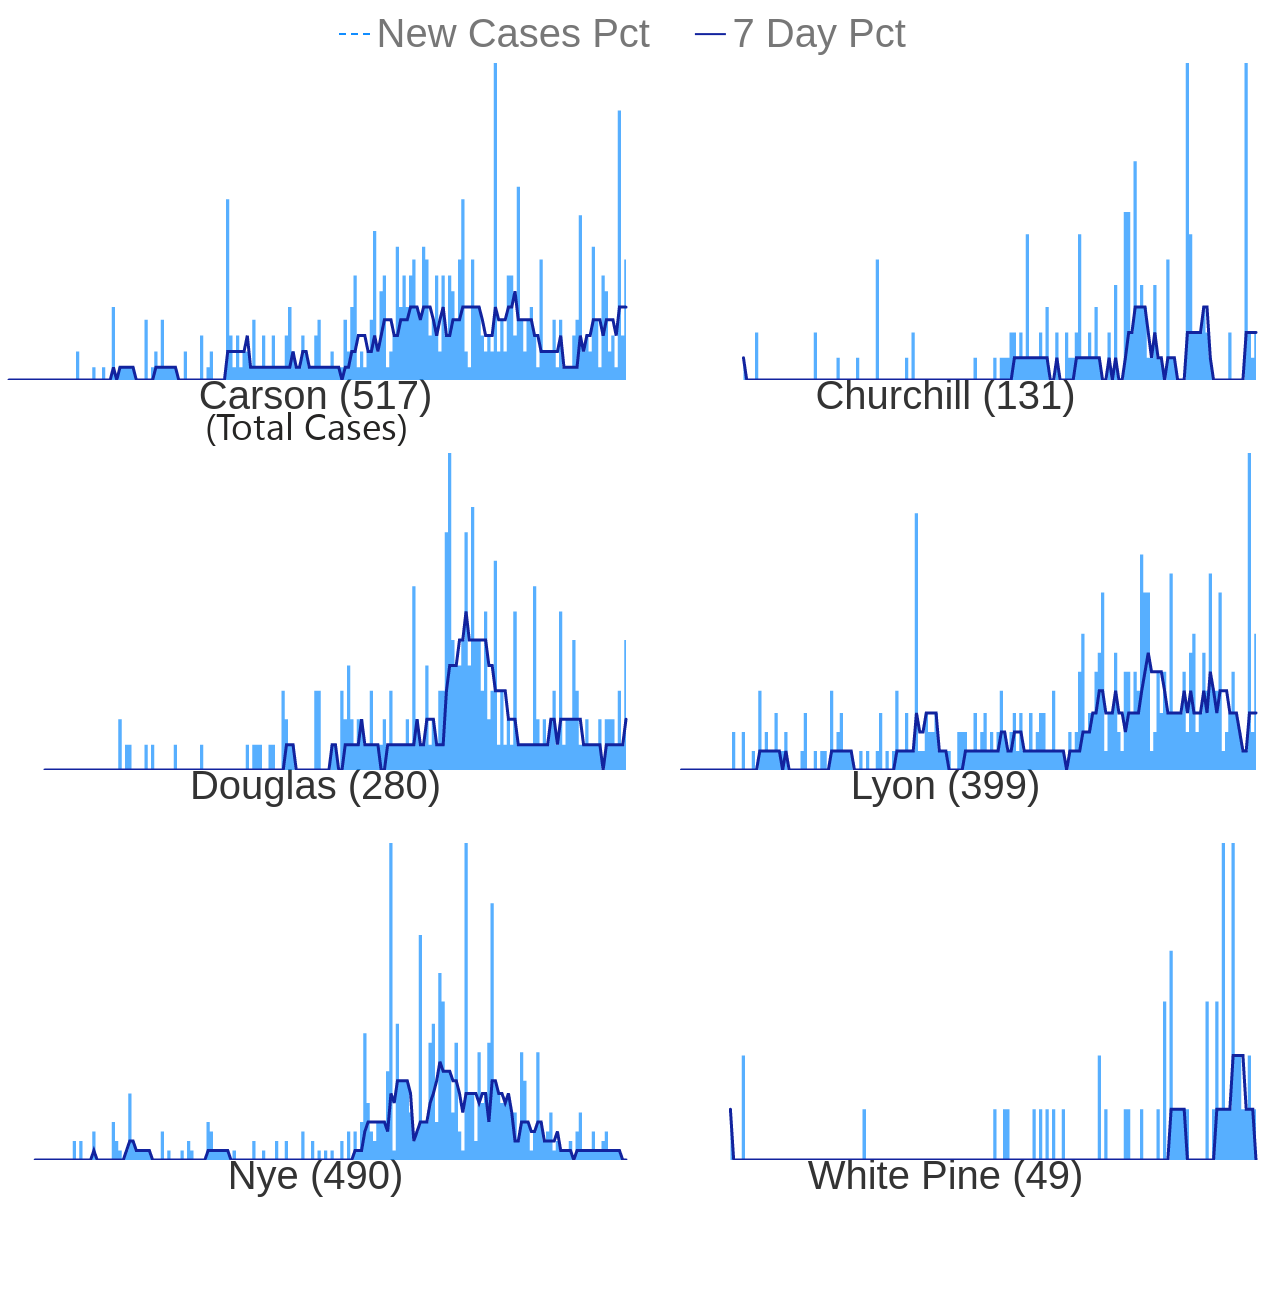 New Cases Pct 7 Day Pct
Carson (517) Churchill (131)
(Total Cases)
Douglas (280) Lyon (399)
Nye (490) White Pine (49)